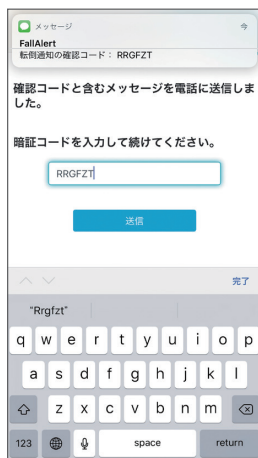 メッセージ
今
FallAlert
転倒通知の確認コード： RRGFZT
確認コードと含むメッセージを電話に送信しま
した。
暗証コードを入力して続けてください。
RRGFZT
送信
完了
"Rrgfzt"
q w e r t y u i o p
a s d f g h j k l
z x c v b n m
123 space return